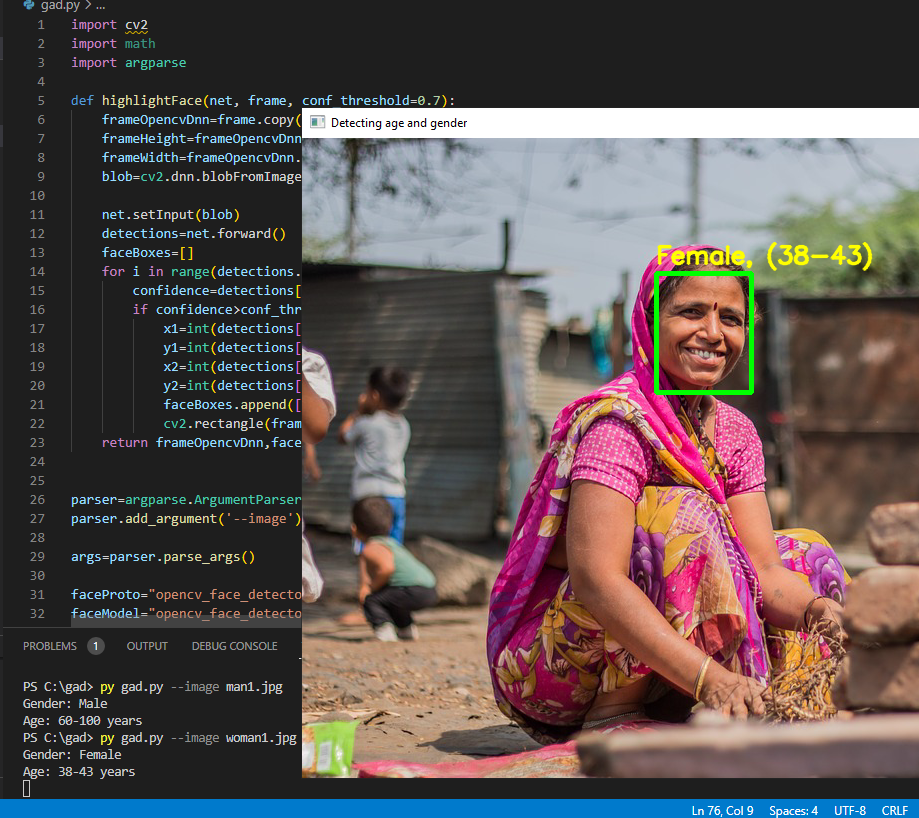 gad.py > ...
1 import cv2
2 import math
3 import argparse
4
5 def highlightFace(net, frame, conf_threshold=0.7):
6 frameOpencvDnn=frame.copy(
7 frameHeight=frameOpencvDnn
8 frameWidth=frameOpencvDnn.
9 blob=cv2.dnn.blobFromImage
10
11 net.setInput(blob)
12 detections=net.forward()
13 faceBoxes=[]
14 for i in range(detections.
15 confidence=detections[
16 if confidence>conf_thr
17 x1=int(detections[
18 y1=int(detections[
19 x2=int(detections[
20 y2=int(detections[
21 faceBoxes.append([
22 cv2.rectangle(fram
23 return frameOpencvDnn,face
24
25
26 parser=argparse.ArgumentParser
27 parser.add_argument('--image')
28
29 args=parser.parse_args()
30
31 faceProto="opencv_face_detecto
32 faceModel="opencv_face_detecto
Detecting age and gender
Female, (38-43)
PROBLEMS 1 OUTPUT DEBUG CONSOLE
PS C:\gad> py gad.py --image man1.jpg
Gender: Male
Age: 60-100 years
PS C:\gad> py gad.py --image woman1.jpg
Gender: Female
Age: 38-43 years
Ln 76, Col 9 Spaces: 4 UTF-8 CRLF